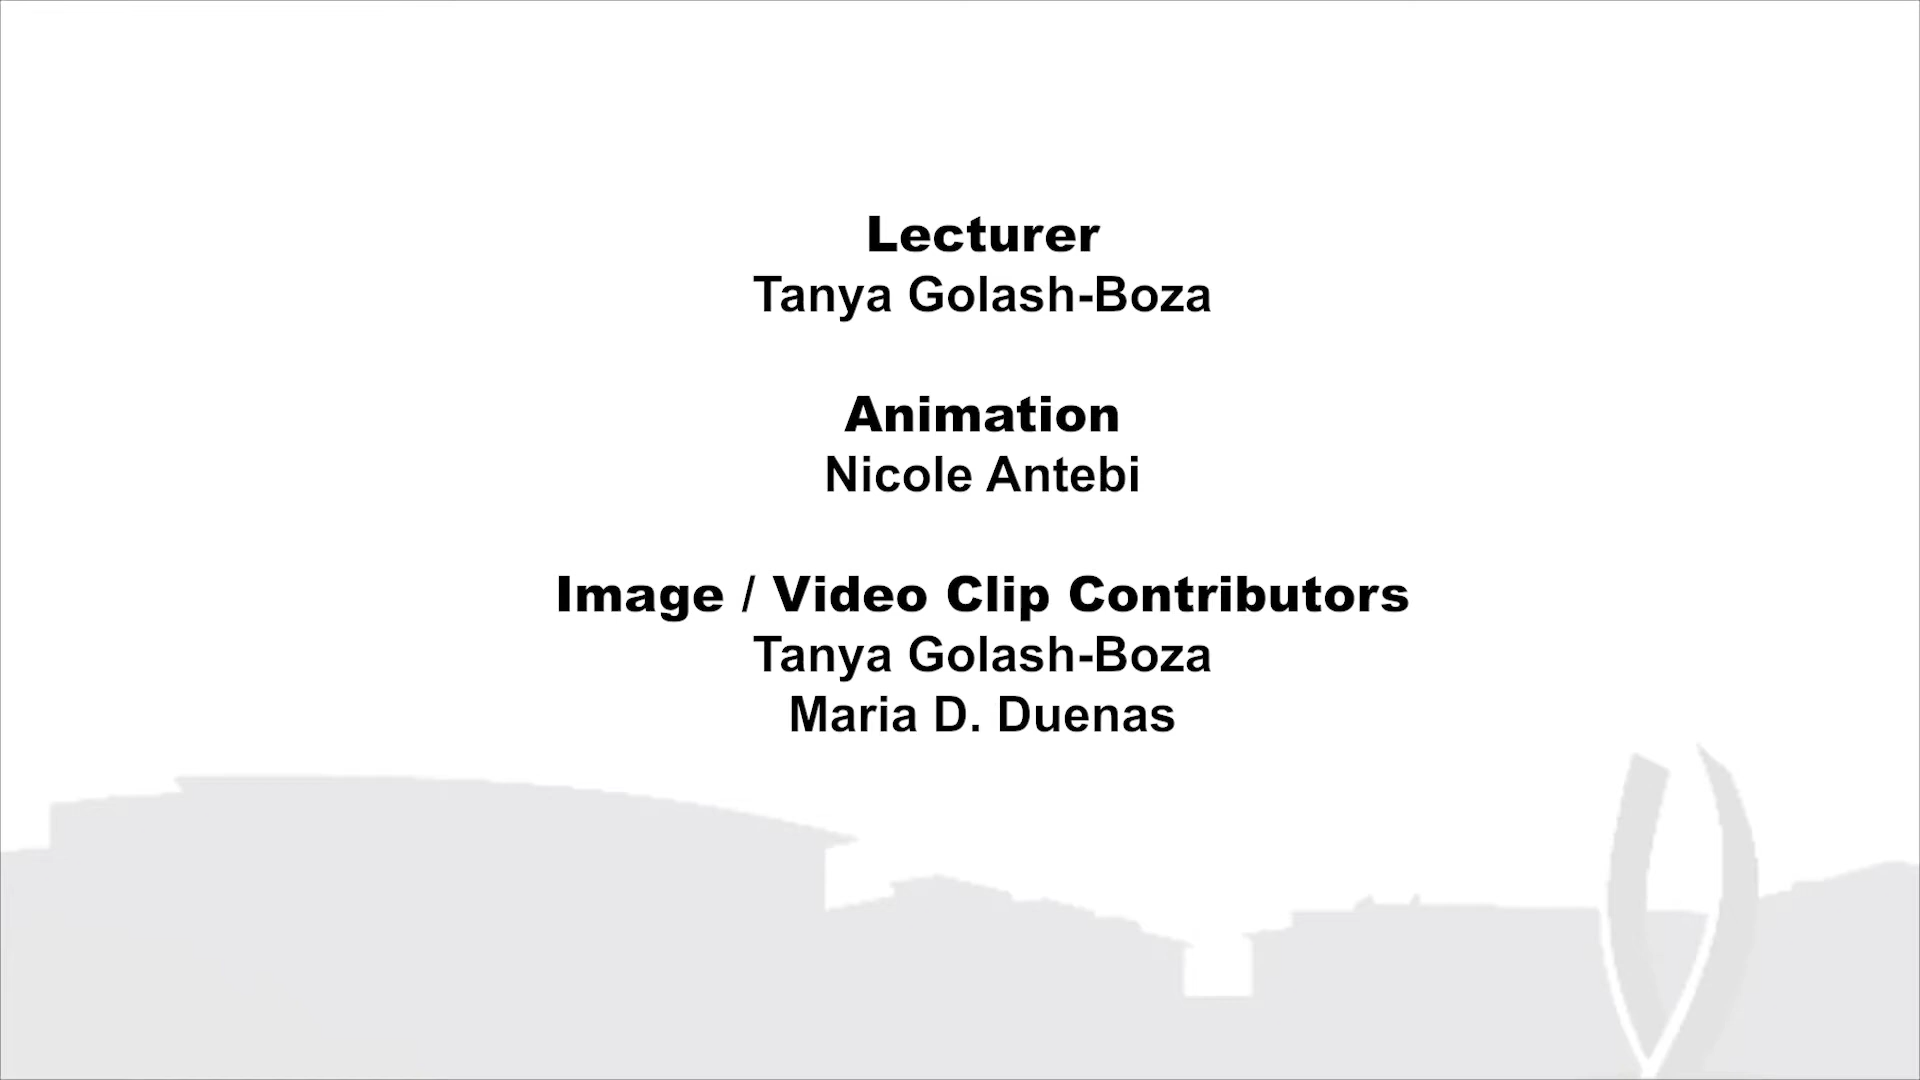 Lecturer
Tanya Golash-Boza
Animation
Nicole Antebi
Image / Video Clip Contributors
Tanya Golash-Boza
Maria D. Duenas